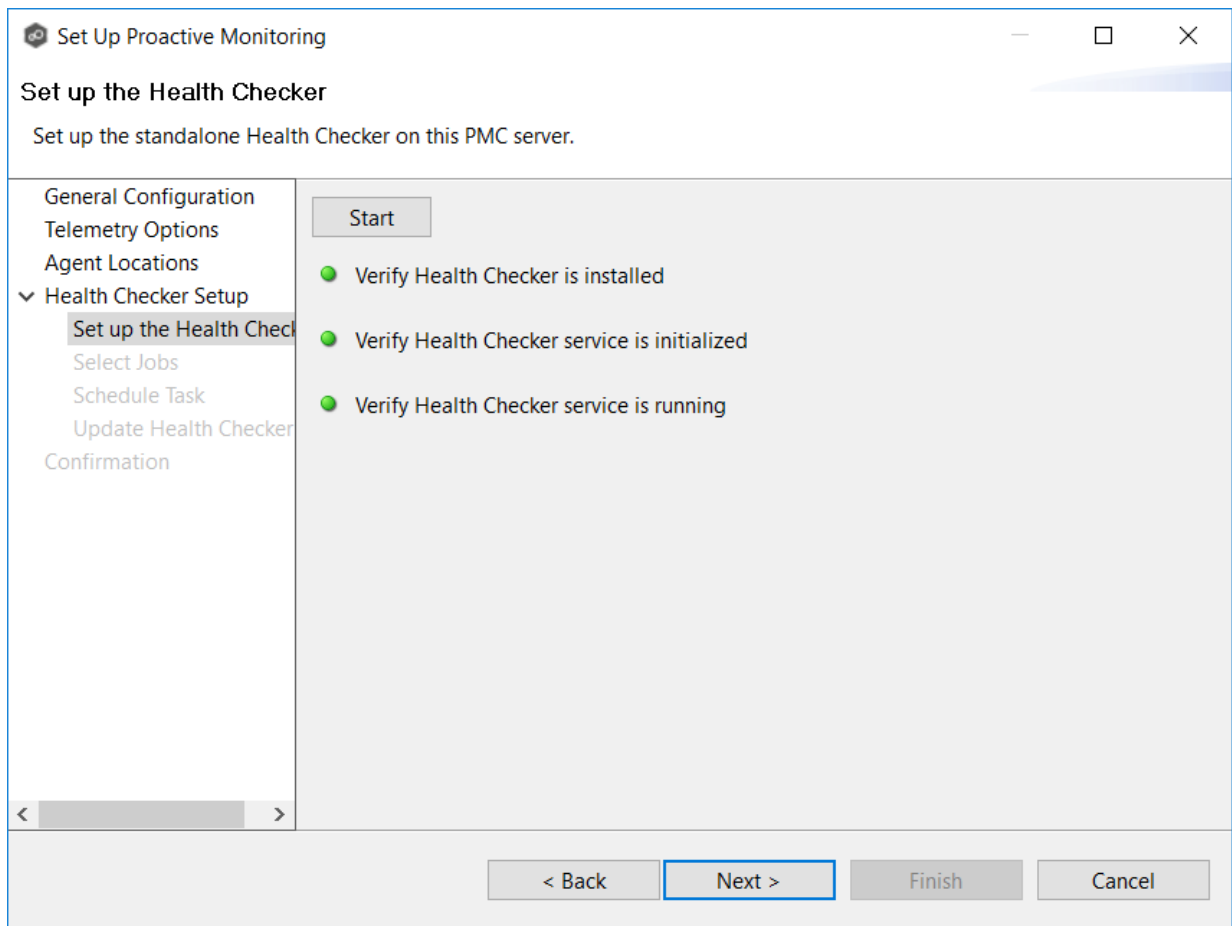 Set Up Proactive Monitoring
Set up the Health Checker
Set up the standalone Health Checker on this PMC server.
General Configuration
Telemetry Options
Agent Locations
Health Checker Setup
Set up the Health Check
Select Jobs
Schedule Task
Update Health Checker
Confirmation
Start
Verify Health Checker is installed
Verify Health Checker service is initialized
Verify Health Checker service is running
< Back
Next >
Finish
Cancel